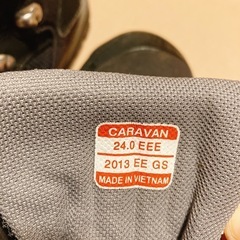 CARAVAN
24.0 EEE
2013 EE GS
MADE IN VIETNAM